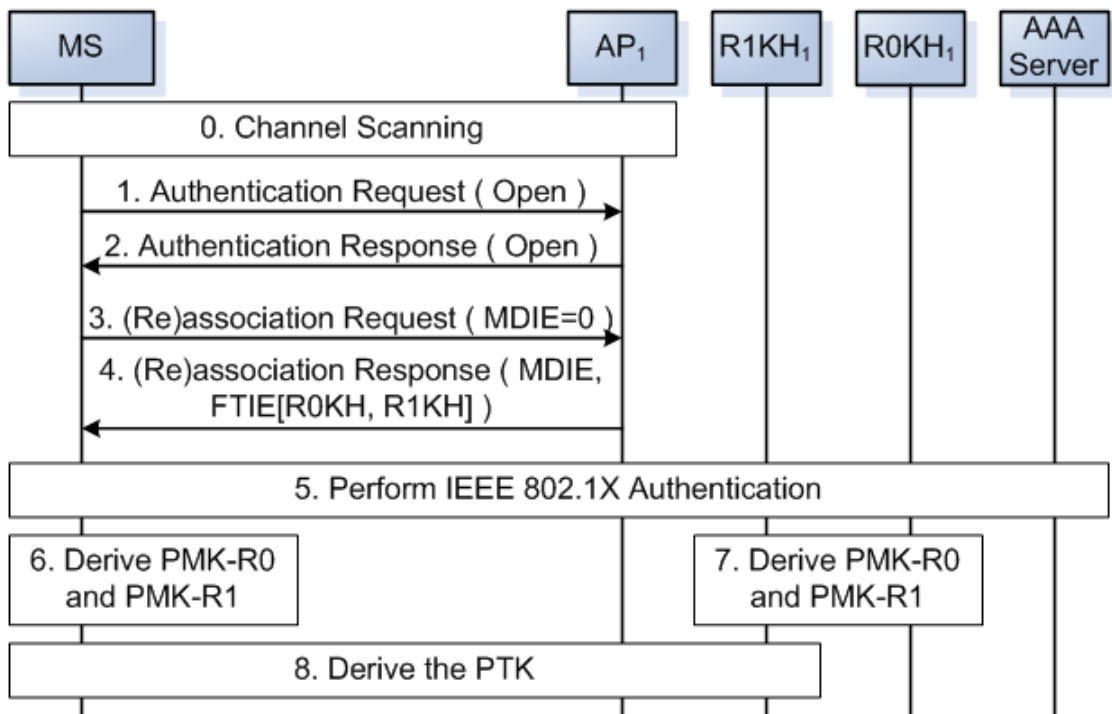 MS
AP₁
R1KH₁
R0KH₁
AAA
Server
0. Channel Scanning
1. Authentication Request ( Open )
2. Authentication Response ( Open )
3. (Re)association Request ( MDIE=0 )
4. (Re)association Response ( MDIE,
FTIE[R0KH, R1KH] )
5. Perform IEEE 802.1X Authentication
6. Derive PMK-R0
and PMK-R1
7. Derive PMK-R0
and PMK-R1
8. Derive the PTK